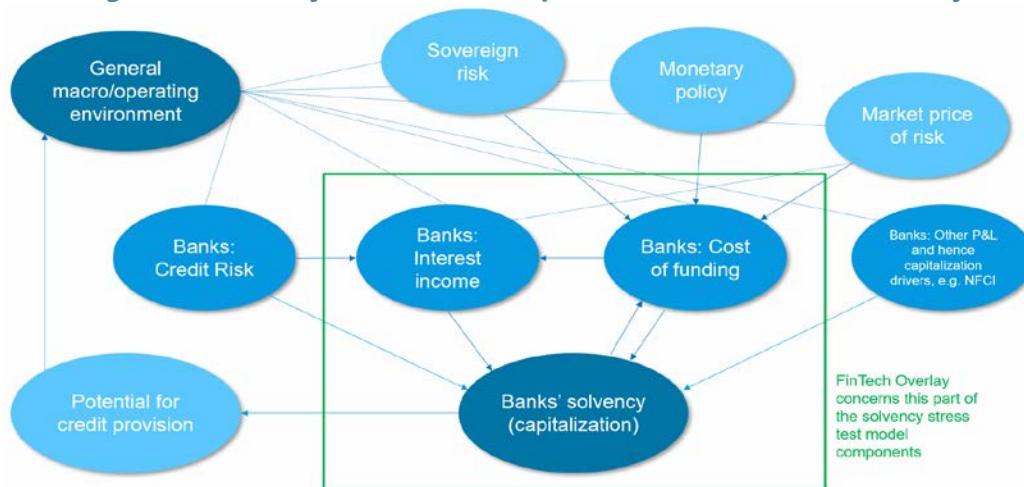 General
macro/operating
environment
Sovereign
risk
Monetary
policy
Market price
of risk
Banks:
Credit Risk
Banks:
Interest
income
Banks: Cost
of funding
Banks: Other P&L
and hence
capitalization
drivers, e.g. NFCI
Potential for
credit provision
Banks' solvency
(capitalization)
FinTech Overlay
concerns this part of
the solvency stress
test model
components